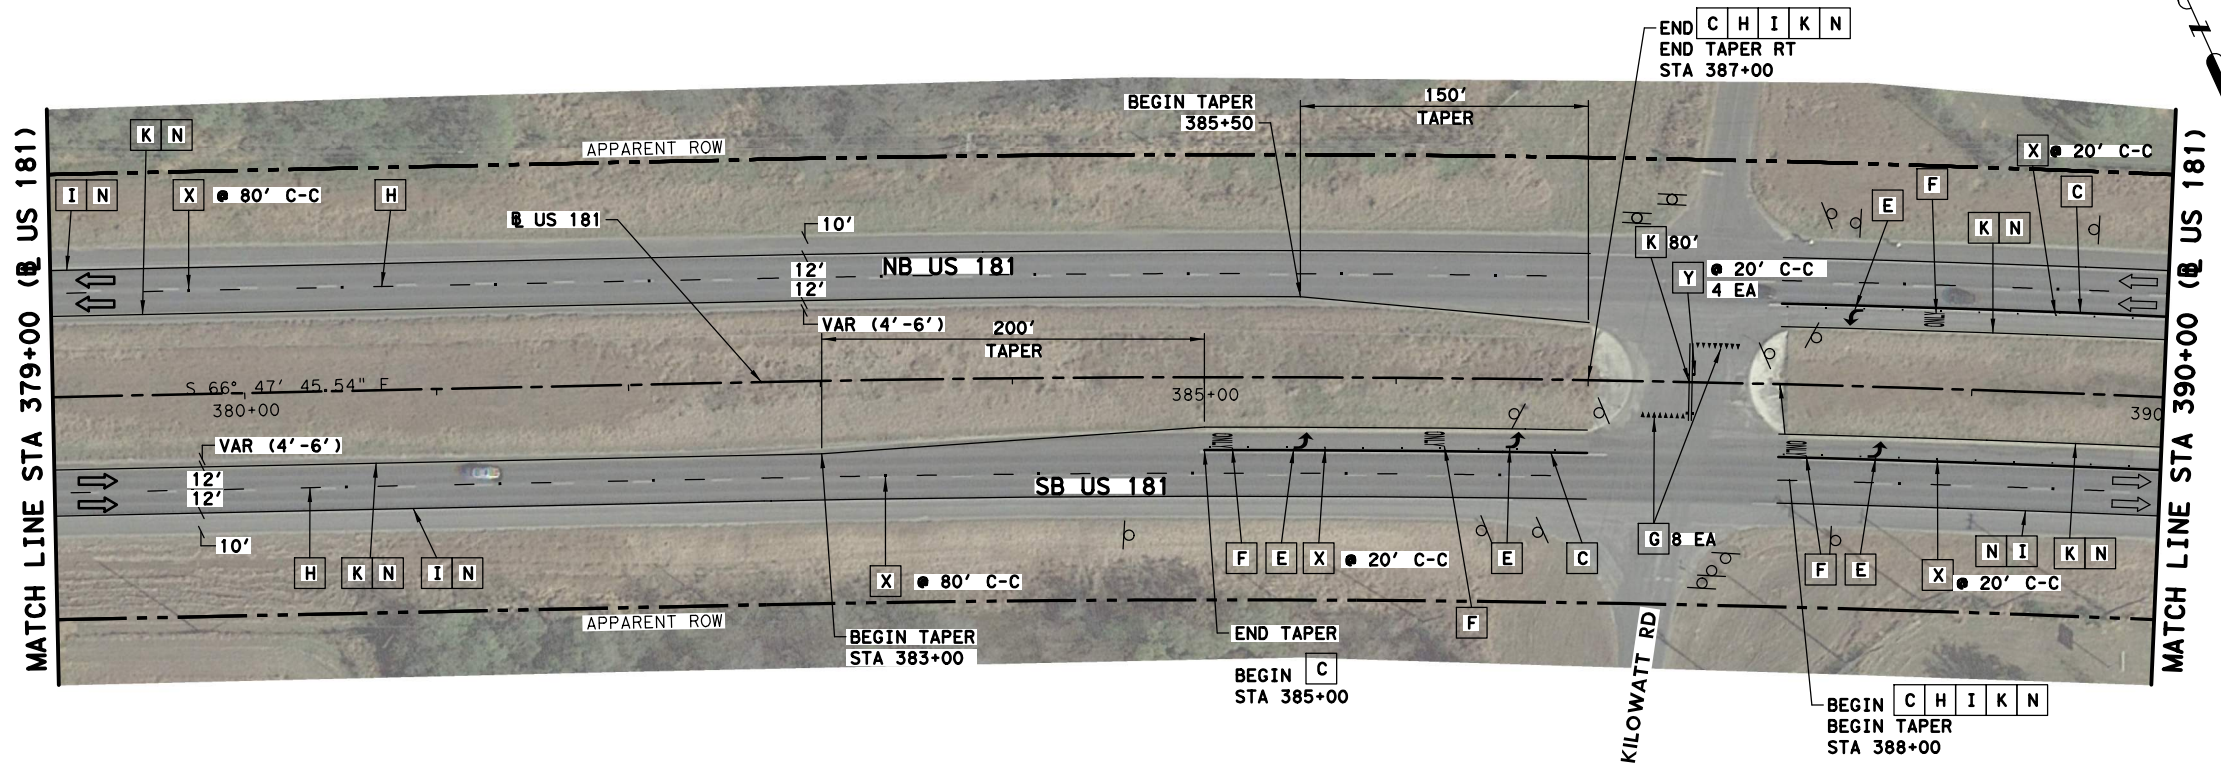 END C H I K N
END TAPER RT
STA 387+00
BEGIN TAPER
385+50
150'
TAPER
K N
APPARENT ROW
X @ 20' C-C
I N
X @ 80' C-C
H
℄ US 181
10'
F
C
E
K N
K 80'
Y @ 20' C-C
4 EA
12'
12'
NB US 181
VAR (4'-6')
200'
TAPER
ONLY
MATCH LINE STA 379+00 (℄ US 181)
MATCH LINE STA 390+00 (℄ US 181)
S 66° 47' 45.54" E
380+00
385+00
390
VAR (4'-6')
12'
12'
10'
ONLY
ONLY
ONLY
SB US 181
H
K N
I N
X @ 80' C-C
F
E
X @ 20' C-C
E
C
G 8 EA
F
E
X @ 20' C-C
N I
K N
F
APPARENT ROW
BEGIN TAPER
STA 383+00
END TAPER
BEGIN C
STA 385+00
KILOWATT RD
BEGIN C H I K N
BEGIN TAPER
STA 388+00